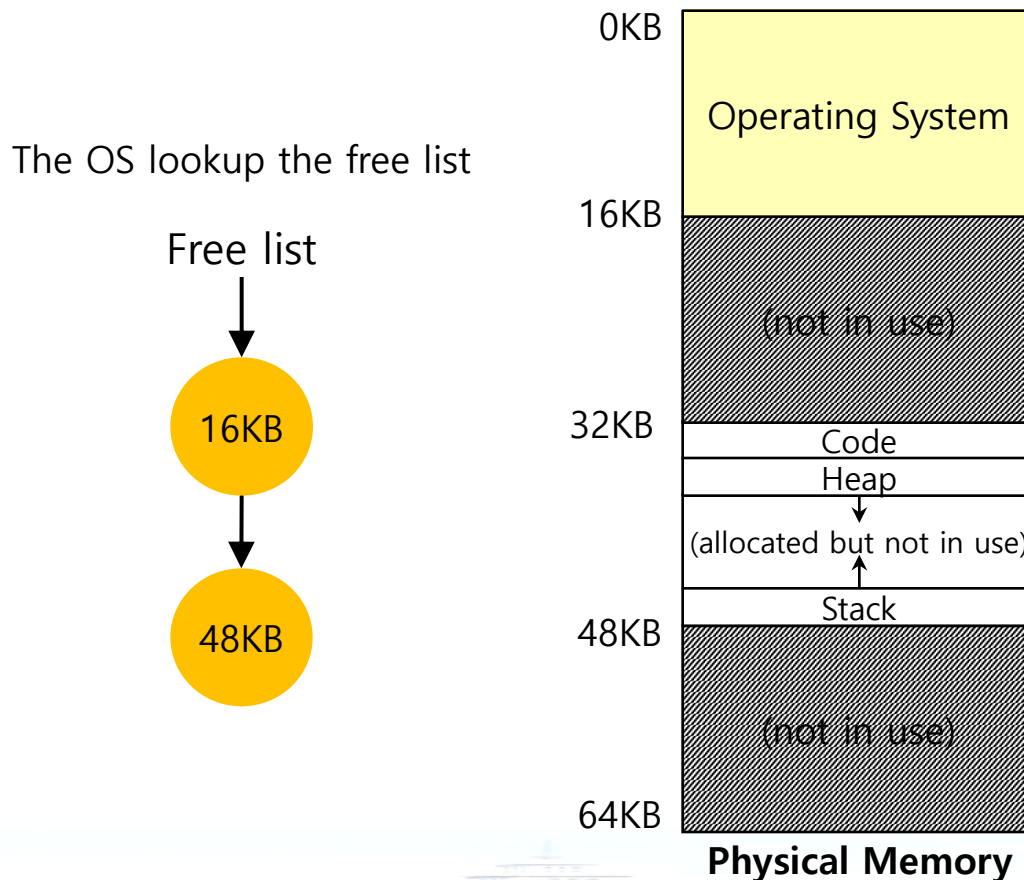 The OS lookup the free list
Free list
16KB
48KB
0KB
Operating System
16KB
(not in use)
32KB
Code
Heap
(allocated but not in use)
Stack
48KB
(not in use)
64KB
Physical Memory